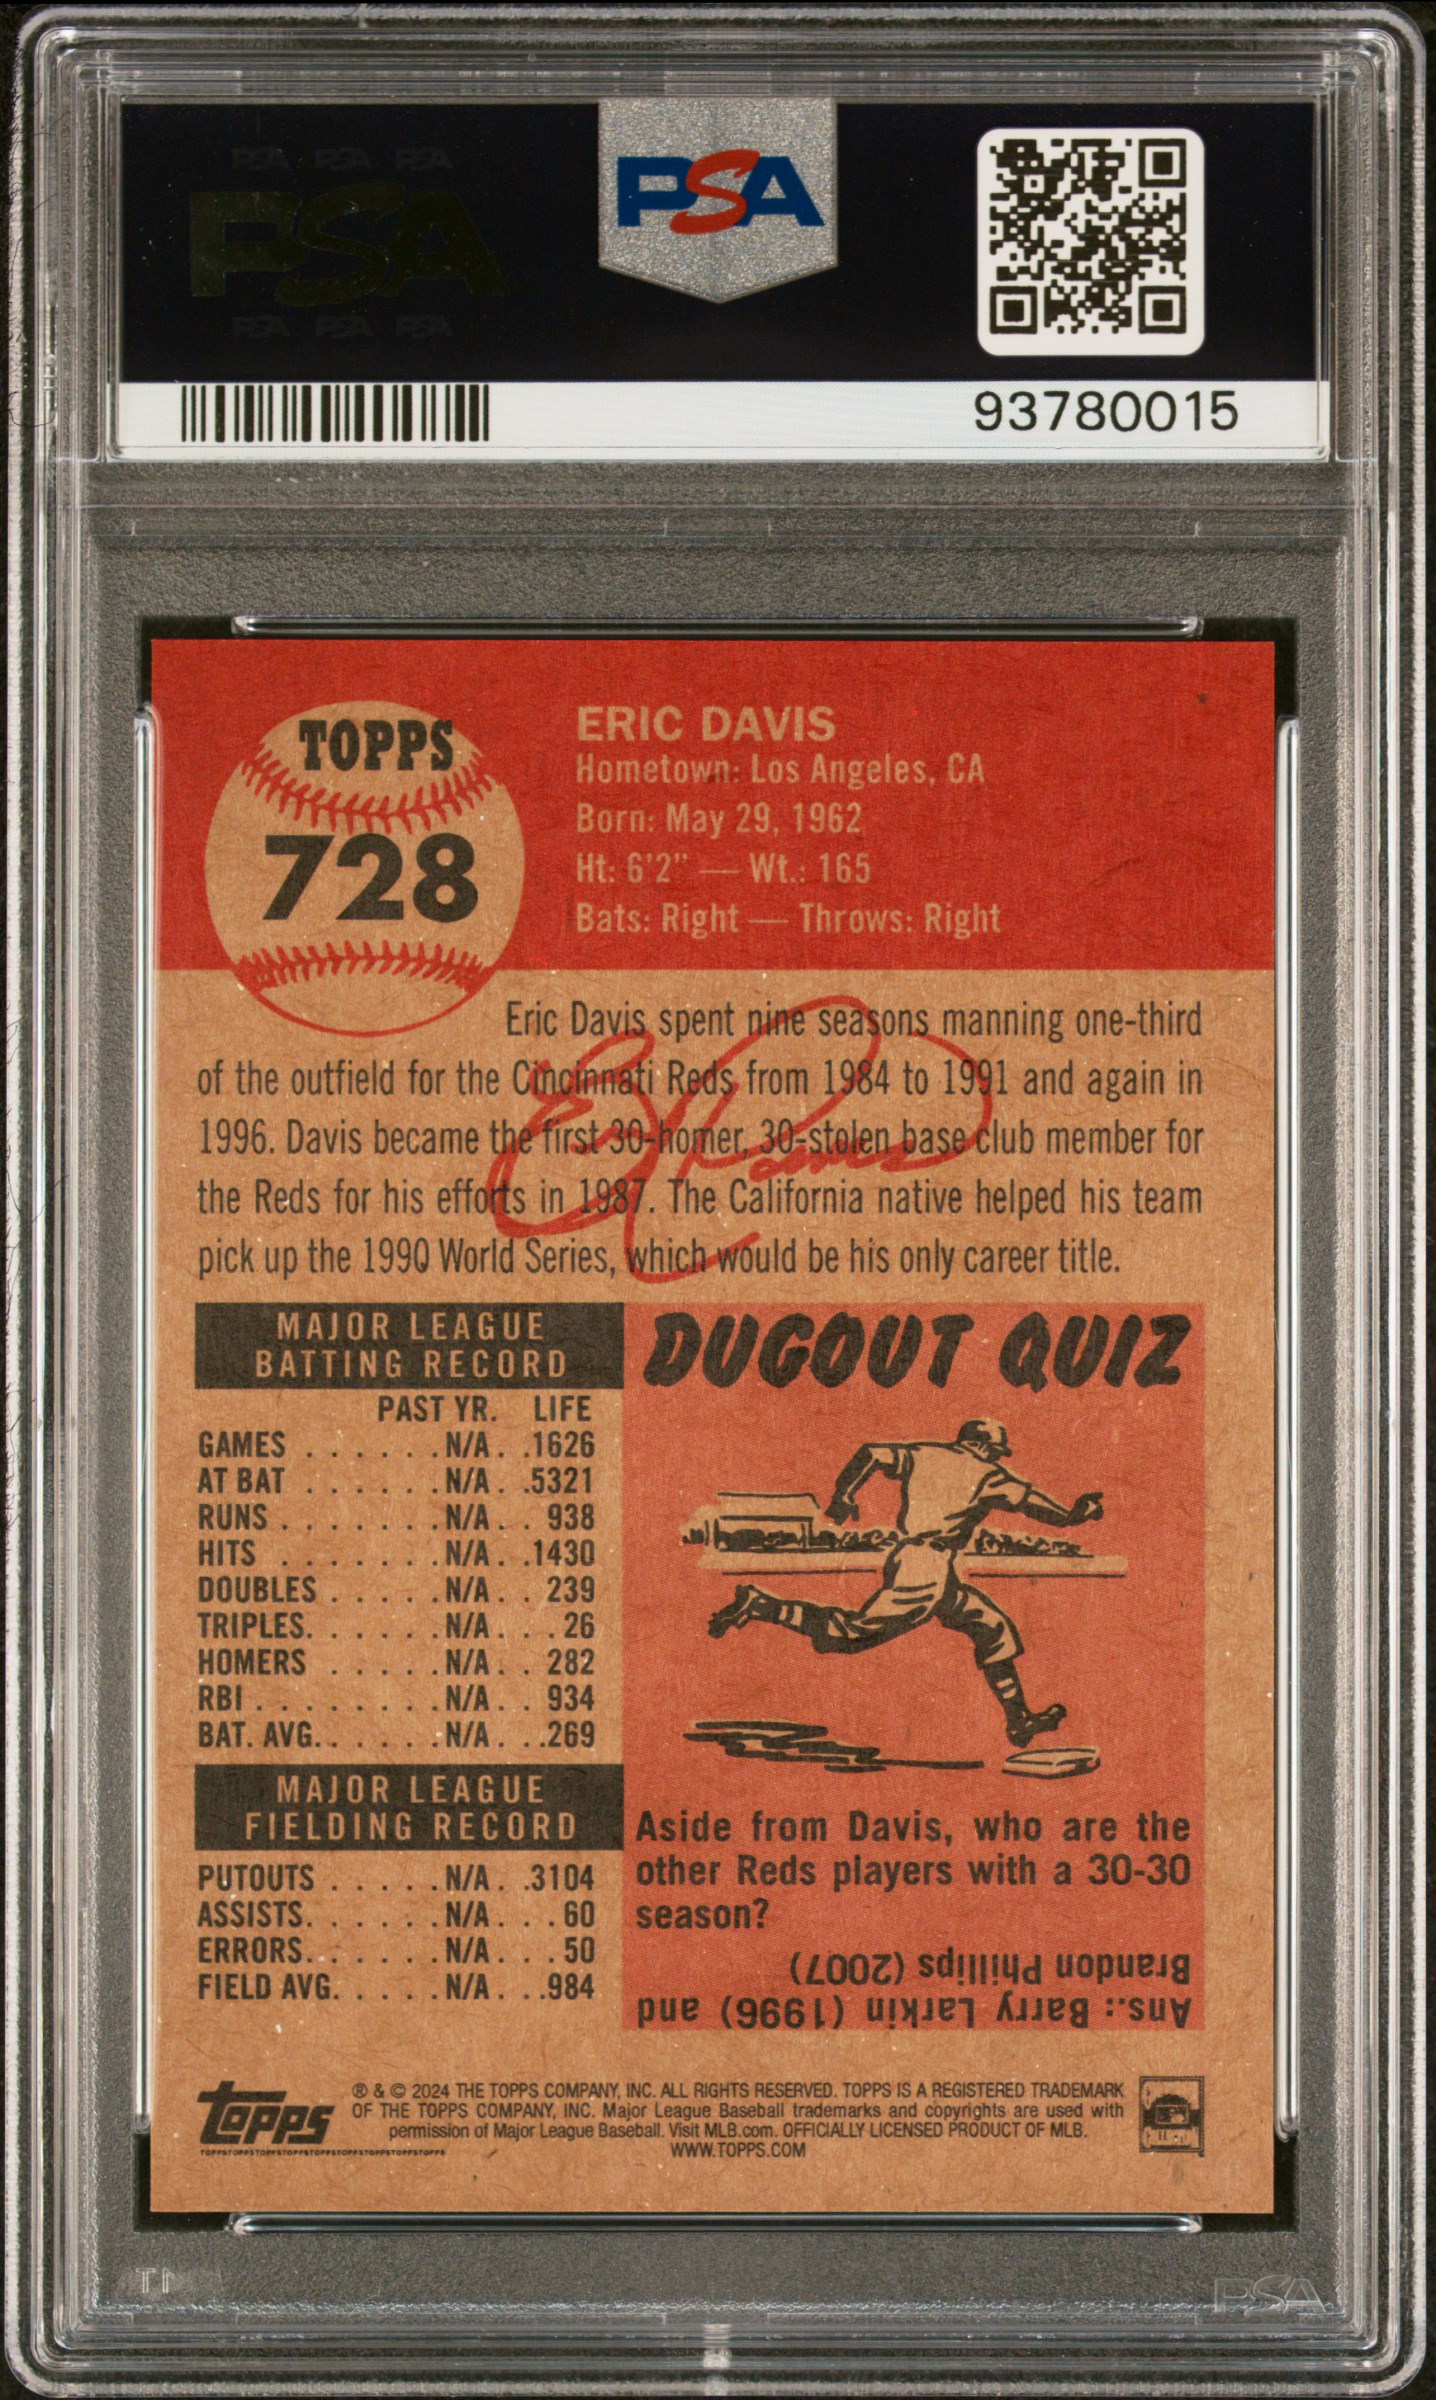 PSA PSA PSA
PSA
PSA PSA PSA
PSA
93780015
TOPPS
728
ERIC DAVIS
Hometown: Los Angeles, CA
Born: May 29, 1962
Ht: 6'2" — Wt.: 165
Bats: Right — Throws: Right
Eric Davis spent nine seasons manning one-third
of the outfield for the Cincinnati Reds from 1984 to 1991 and again in
1996. Davis became the first 30-homer, 30-stolen base club member for
the Reds for his efforts in 1987. The California native helped his team
pick up the 1990 World Series, which would be his only career title.
Eric Davis
MAJOR LEAGUE
BATTING RECORD
PAST YR. LIFE
GAMES . . . . . . N/A . . 1626
AT BAT . . . . . . N/A . . 5321
RUNS . . . . . . . N/A . . 938
HITS . . . . . . . N/A . . 1430
DOUBLES . . . . . N/A . . 239
TRIPLES. . . . . . N/A . . . 26
HOMERS . . . . . N/A . . 282
RBI . . . . . . . . N/A . . 934
BAT. AVG. . . . . . N/A . . .269
MAJOR LEAGUE
FIELDING RECORD
PUTOUTS . . . . . N/A . . 3104
ASSISTS. . . . . . N/A . . . 60
ERRORS. . . . . . N/A . . . 50
FIELD AVG. . . . . N/A . . .984
DUGOUT QUIZ
Aside from Davis, who are the
other Reds players with a 30-30
season?
Ans.: Barry Larkin (1996) and
Brandon Phillips (2007)
Topps
TOPPSTOPPSTOPPSTOPPSTOPPSTOPPSTOPPSTOPPS
® & © 2024 THE TOPPS COMPANY, INC. ALL RIGHTS RESERVED. TOPPS IS A REGISTERED TRADEMARK
OF THE TOPPS COMPANY, INC. Major League Baseball trademarks and copyrights are used with
permission of Major League Baseball. Visit MLB.com. OFFICIALLY LICENSED PRODUCT OF MLB.
WWW.TOPPS.COM
PSA